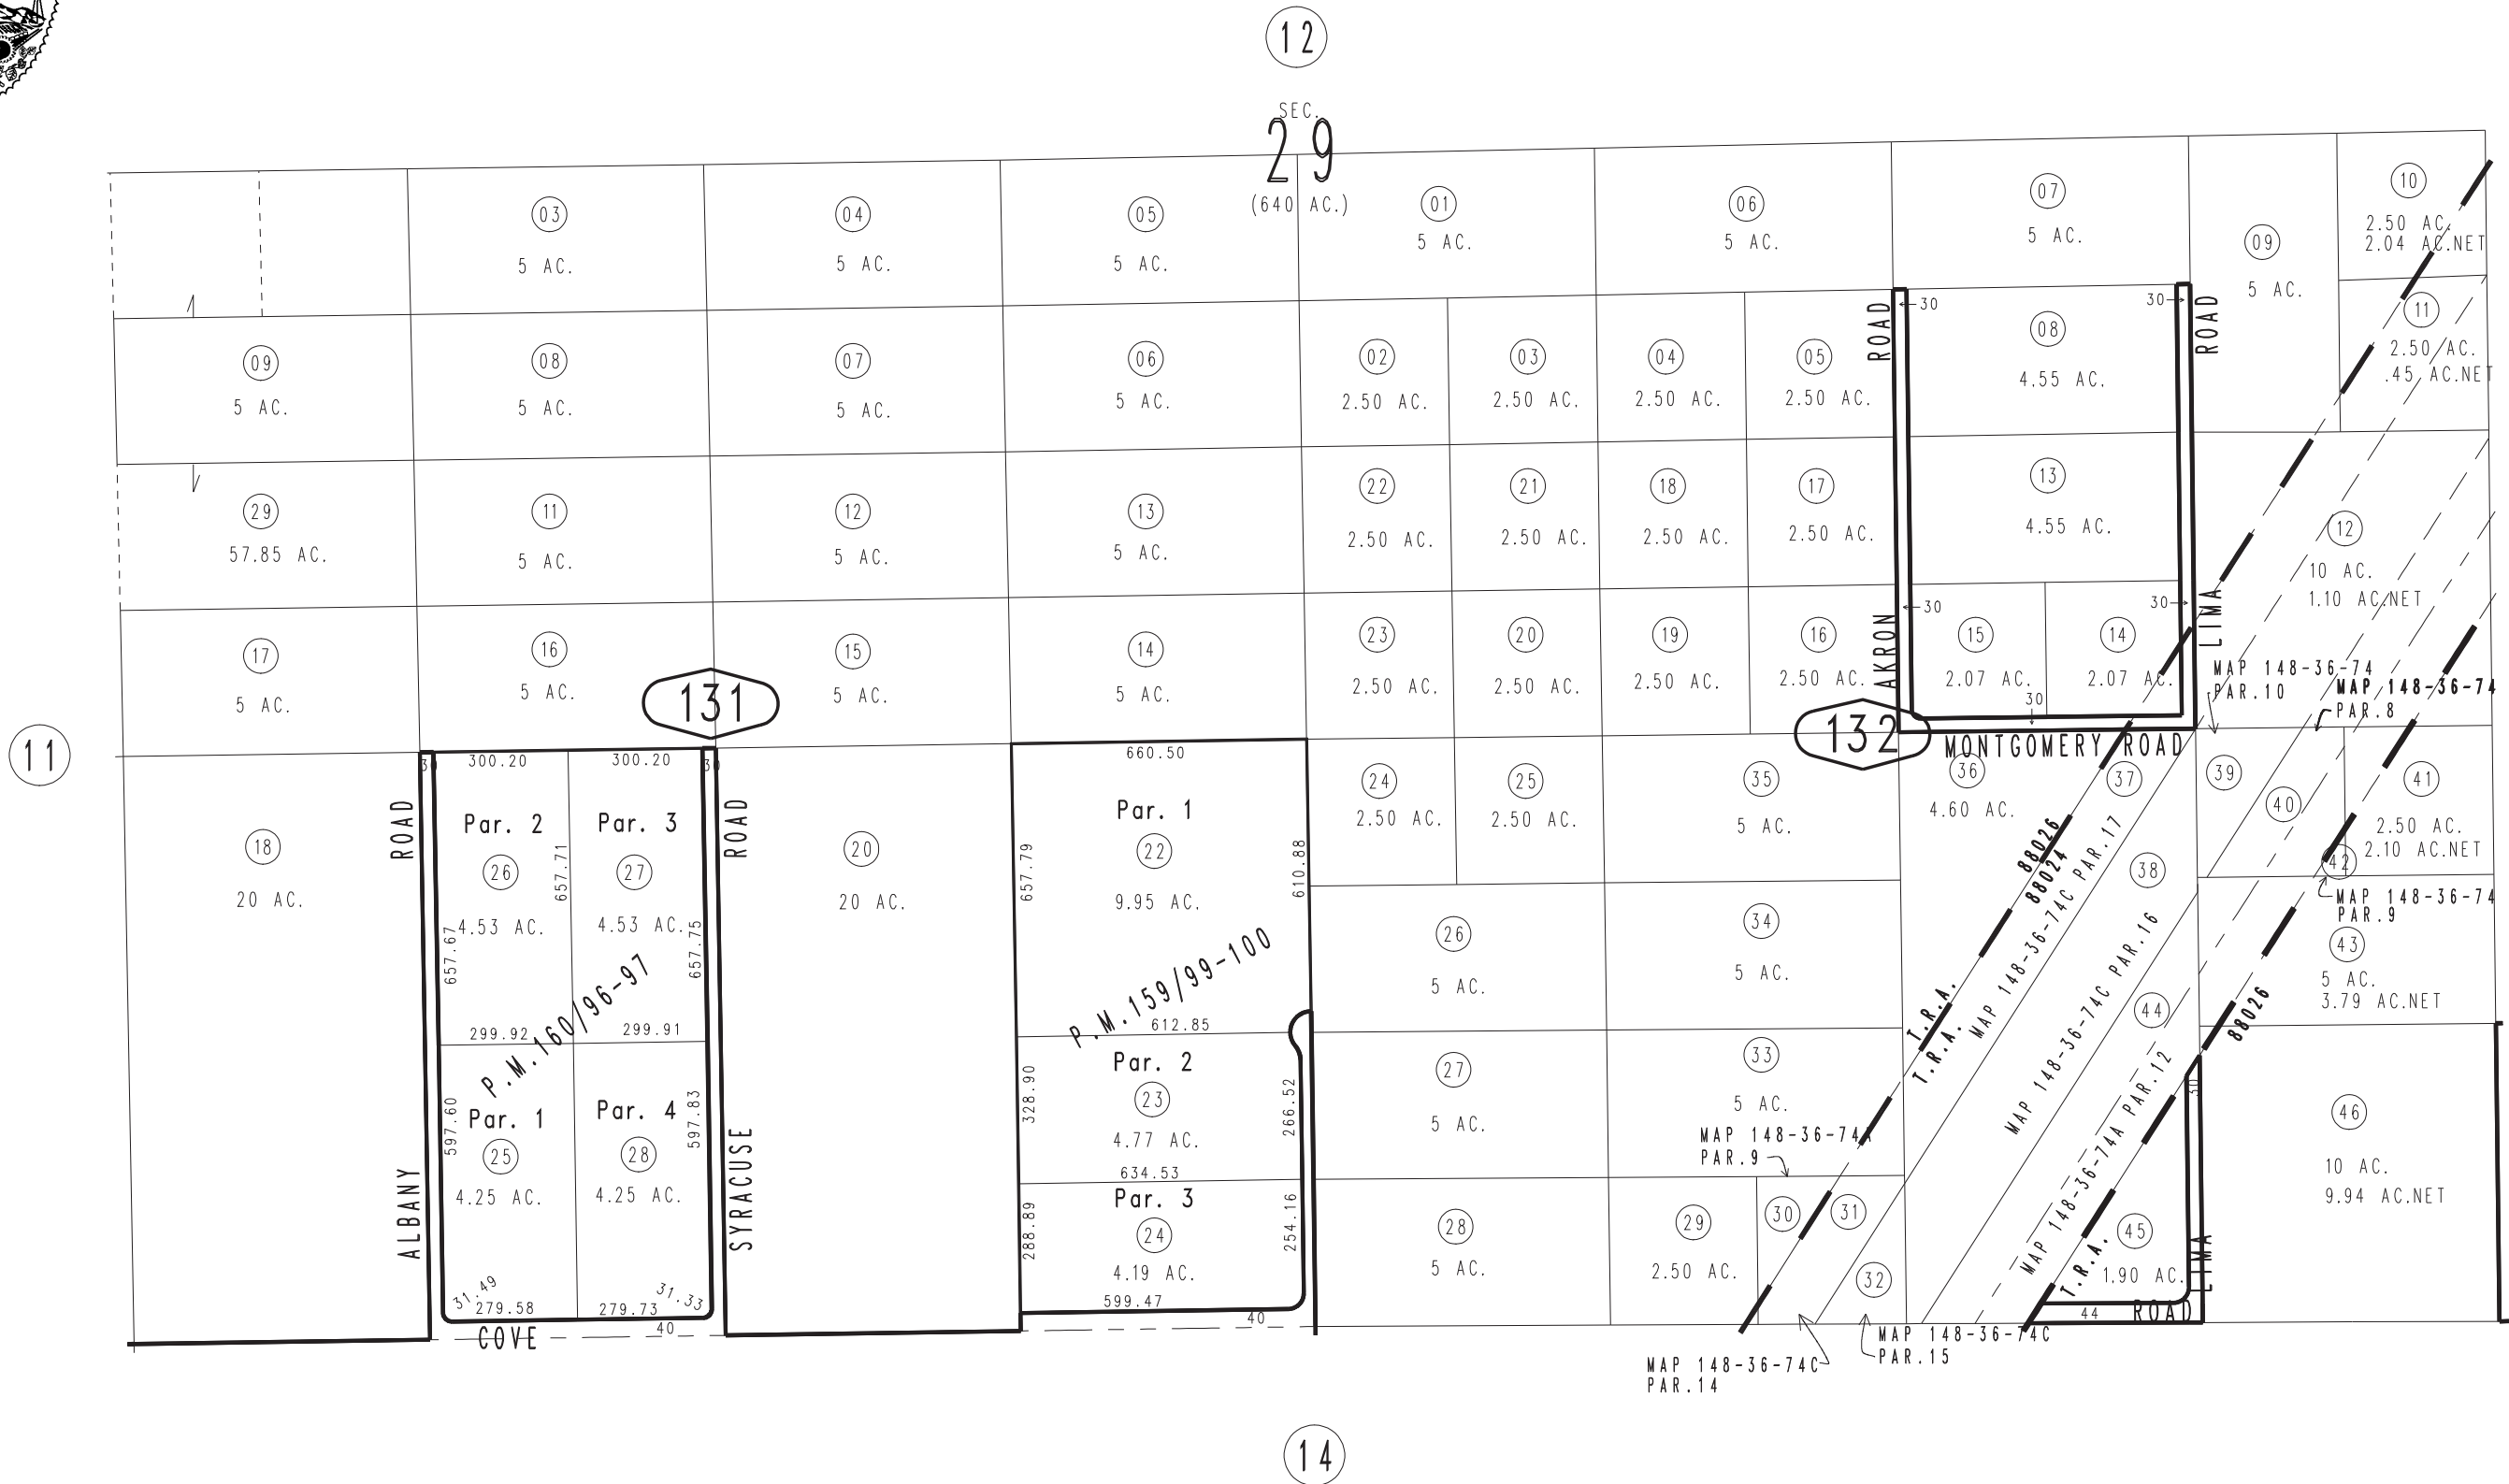 12
SEC.
29
(640 AC.)
03
5 AC.
04
5 AC.
05
5 AC.
01
5 AC.
06
5 AC.
07
5 AC.
09
5 AC.
10
2.50 AC.
2.04 AC.NET
11
2.50 AC.
.45 AC.NET
09
5 AC.
08
5 AC.
07
5 AC.
06
5 AC.
02
2.50 AC.
03
2.50 AC.
04
2.50 AC.
05
2.50 AC.
ROAD
30
08
4.55 AC.
30
ROAD
29
57.85 AC.
11
5 AC.
12
5 AC.
13
5 AC.
22
2.50 AC.
21
2.50 AC.
18
2.50 AC.
17
2.50 AC.
13
4.55 AC.
12
10 AC.
1.10 AC.NET
17
5 AC.
16
5 AC.
131
15
5 AC.
14
5 AC.
23
2.50 AC.
20
2.50 AC.
19
2.50 AC.
16
2.50 AC.
AKRON
30
15
2.07 AC.
30
14
2.07 AC.
30
LIMA
MAP 148-36-74
PAR.10
MAP 148-36-74
PAR.8
132
MONTGOMERY ROAD
11
18
20 AC.
ROAD
ALBANY
30
300.20
300.20
30
Par. 2
26
4.53 AC.
657.71
657.67
Par. 3
27
4.53 AC.
657.75
299.92
299.91
P.M.160/96-97
597.60
Par. 1
25
4.25 AC.
Par. 4
28
4.25 AC.
597.83
31.49
279.58
279.73
31.33
COVE
40
ROAD
SYRACUSE
20
20 AC.
660.50
Par. 1
22
9.95 AC.
657.79
610.88
P.M.159/99-100
612.85
Par. 2
23
4.77 AC.
328.90
266.52
634.53
Par. 3
24
4.19 AC.
288.89
254.16
599.47
40
24
2.50 AC.
25
2.50 AC.
35
5 AC.
36
4.60 AC.
37
39
40
41
2.50 AC.
2.10 AC.NET
42
MAP 148-36-74
PAR.9
26
5 AC.
34
5 AC.
38
43
5 AC.
3.79 AC.NET
88026
88024
T.R.A.
T.R.A.
MAP 148-36-74C PAR.17
MAP 148-36-74C PAR.16
44
88026
27
5 AC.
33
5 AC.
MAP 148-36-74A
PAR.9
MAP 148-36-74A PAR.12
T.R.A.
30
46
10 AC.
9.94 AC.NET
28
5 AC.
29
2.50 AC.
30
31
32
45
1.90 AC.
LIMA
44
ROAD
MAP 148-36-74C
PAR.15
MAP 148-36-74C
PAR.14
14